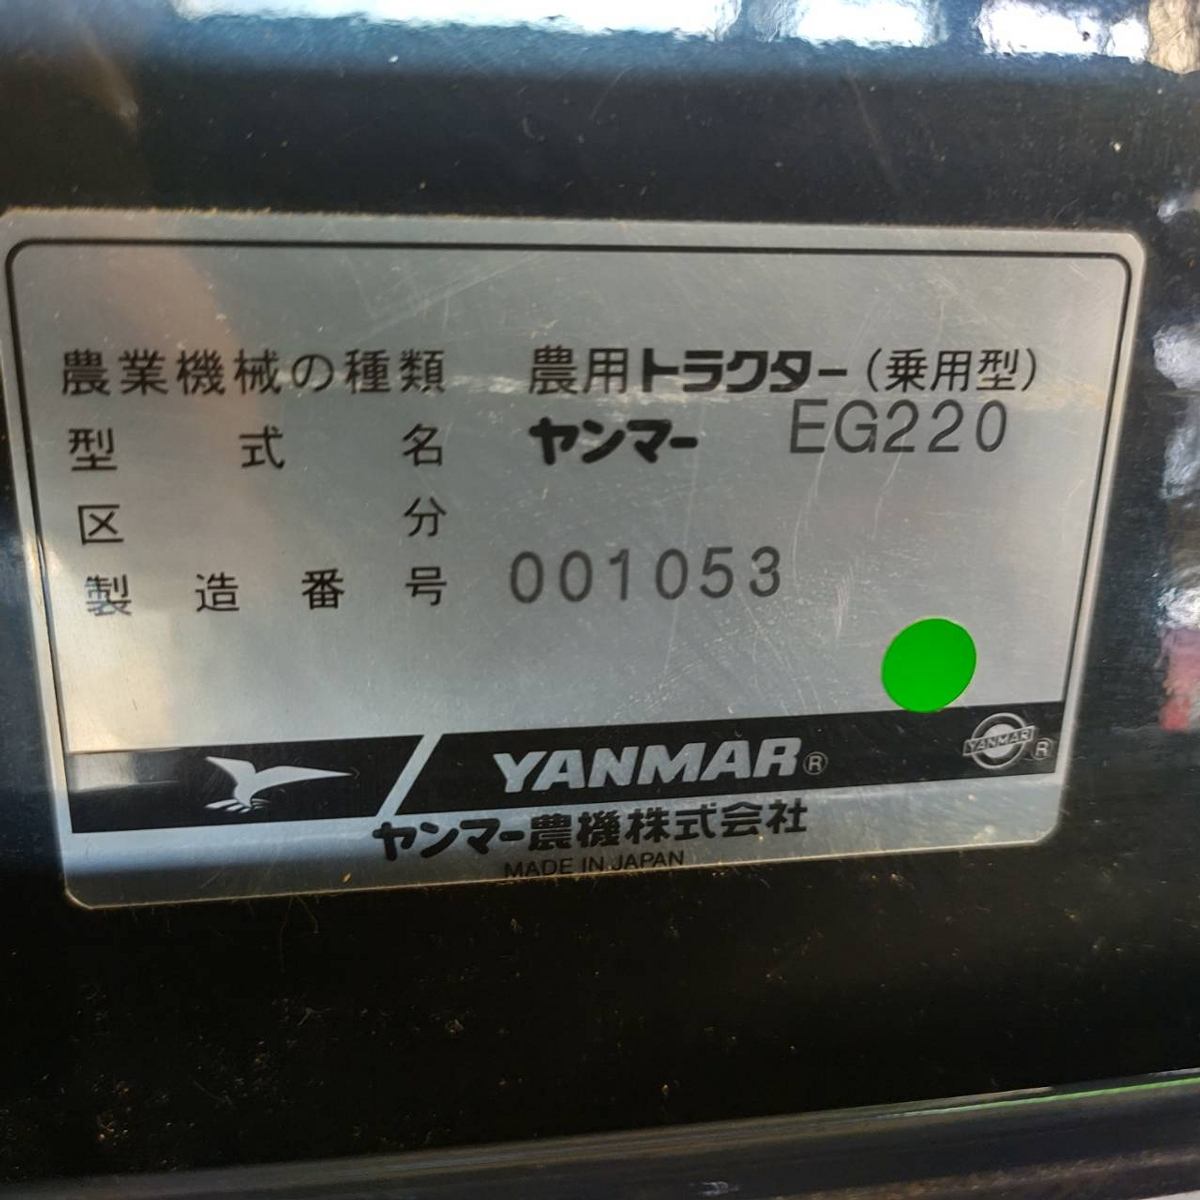 農業機械の種類 農用トラクター(乗用型)
型式名 ヤンマー EG220
区分
製造番号 001053
YANMAR® YANMAR®
ヤンマー農機株式会社
MADE IN JAPAN